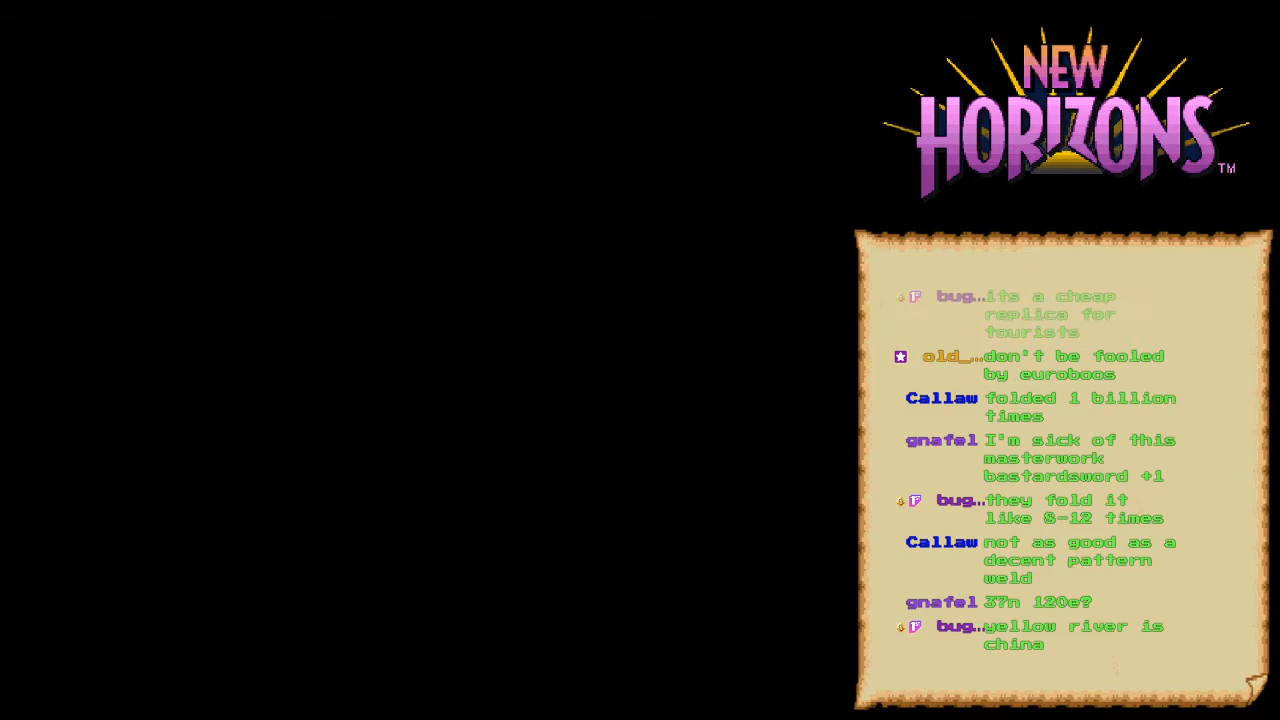 NEW
HORIZONS
TM
bug…its a cheap
replica for
tourists
old_…don't be fooled
by euroboos
Callaw folded 1 billion
times
gnafel I'm sick of this
masterwork
bastardsword +1
bug…they fold it
like 8-12 times
Callaw not as good as a
decent pattern
weld
gnafel 37n 120e?
bug…yellow river is
china